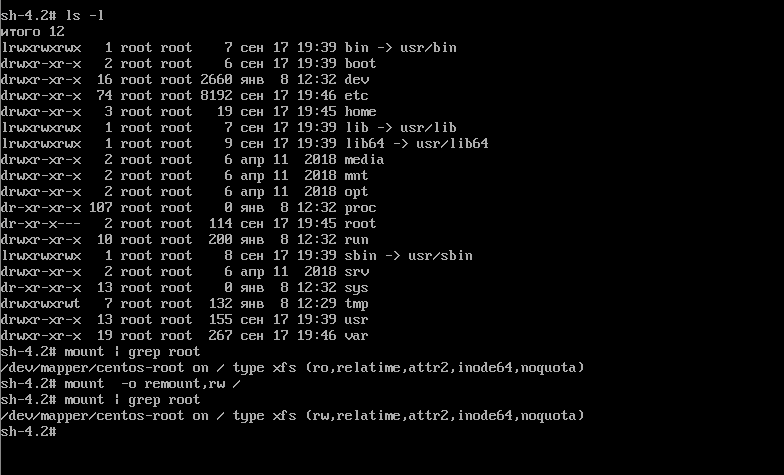 sh-4.2# ls -l
итого 12
lrwxrwxrwx   1 root root    7 сен 17 19:39 bin -> usr/bin
drwxr-xr-x   2 root root    6 сен 17 19:39 boot
drwxr-xr-x  16 root root 2660 янв  8 12:32 dev
drwxr-xr-x  74 root root 8192 сен 17 19:46 etc
drwxr-xr-x   3 root root   19 сен 17 19:45 home
lrwxrwxrwx   1 root root    7 сен 17 19:39 lib -> usr/lib
lrwxrwxrwx   1 root root    9 сен 17 19:39 lib64 -> usr/lib64
drwxr-xr-x   2 root root    6 апр 11  2018 media
drwxr-xr-x   2 root root    6 апр 11  2018 mnt
drwxr-xr-x   2 root root    6 апр 11  2018 opt
dr-xr-xr-x 107 root root    0 янв  8 12:32 proc
dr-xr-x---   2 root root  114 сен 17 19:45 root
drwxr-xr-x  10 root root  200 янв  8 12:32 run
lrwxrwxrwx   1 root root    8 сен 17 19:39 sbin -> usr/sbin
drwxr-xr-x   2 root root    6 апр 11  2018 srv
dr-xr-xr-x  13 root root    0 янв  8 12:32 sys
drwxrwxrwt   7 root root  132 янв  8 12:29 tmp
drwxr-xr-x  13 root root  155 сен 17 19:39 usr
drwxr-xr-x  19 root root  267 сен 17 19:46 var
sh-4.2# mount | grep root
/dev/mapper/centos-root on / type xfs (ro,relatime,attr2,inode64,noquota)
sh-4.2# mount  -o remount,rw /
sh-4.2# mount | grep root
/dev/mapper/centos-root on / type xfs (rw,relatime,attr2,inode64,noquota)
sh-4.2#